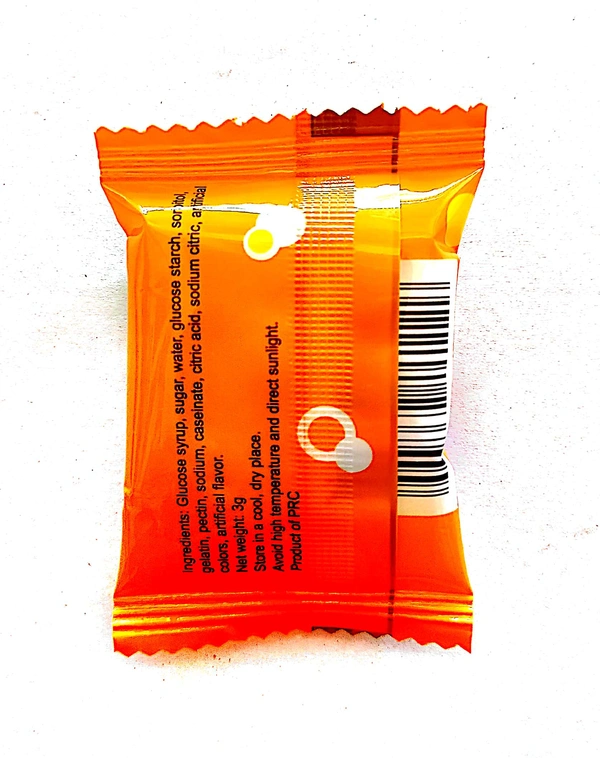 Ingredients: Glucose syrup, sugar, water, glucose starch, sorbitol,
gelatin, pectin, sodium, caseinate, citric acid, sodium citric, artificial
colors, artificial flavor.
Net weight: 3g
Store in a cool, dry place.
Avoid high temperature and direct sunlight.
Product of PRC